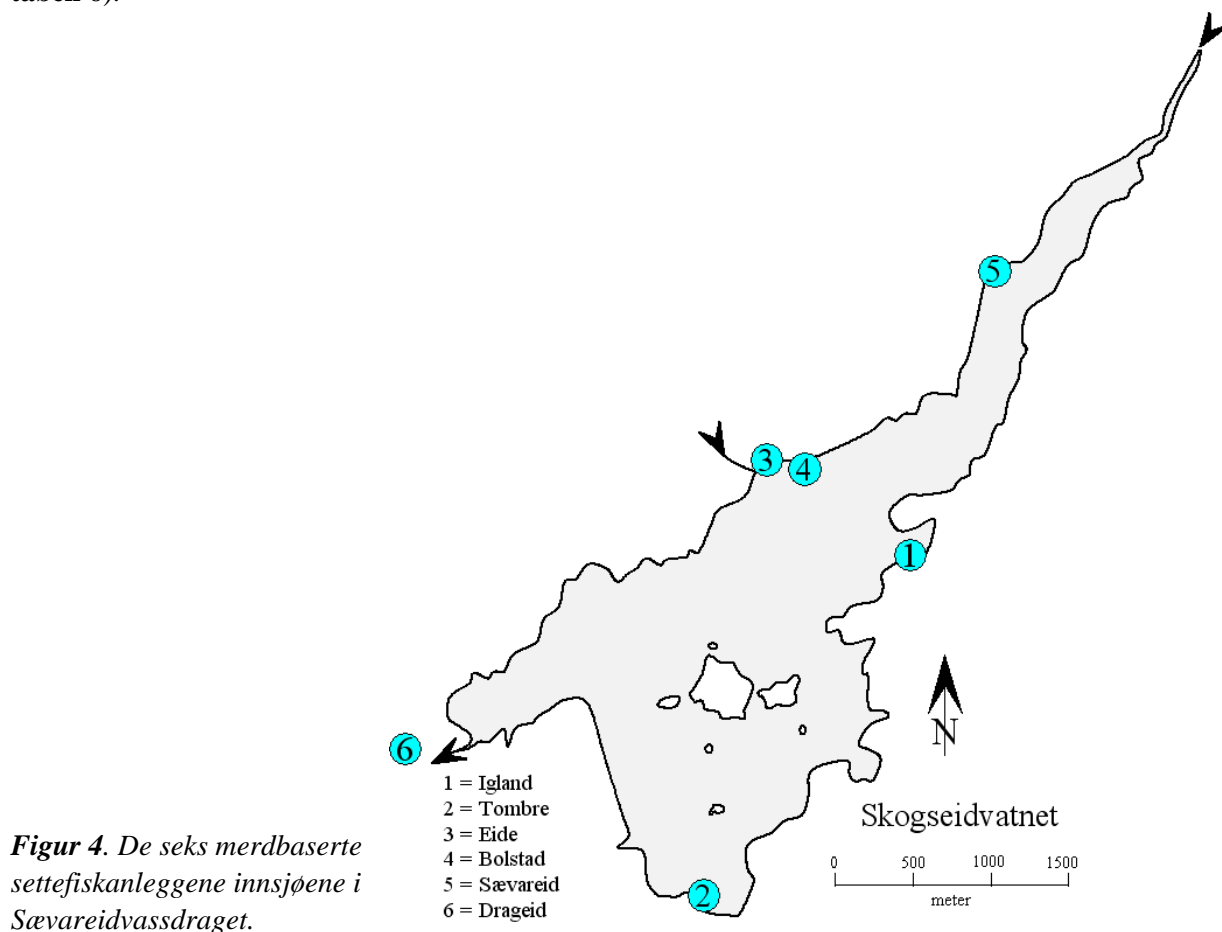 tabell 6).
5
3
4
1
N
6
1 = Igland
2 = Tombre
3 = Eide
4 = Bolstad
5 = Sævareid
6 = Drageid
2
Skogseidvatnet
0 500 1000 1500
meter
Figur 4. De seks merdbaserte
settefiskanleggene innsjøene i
Sævareidvassdraget.